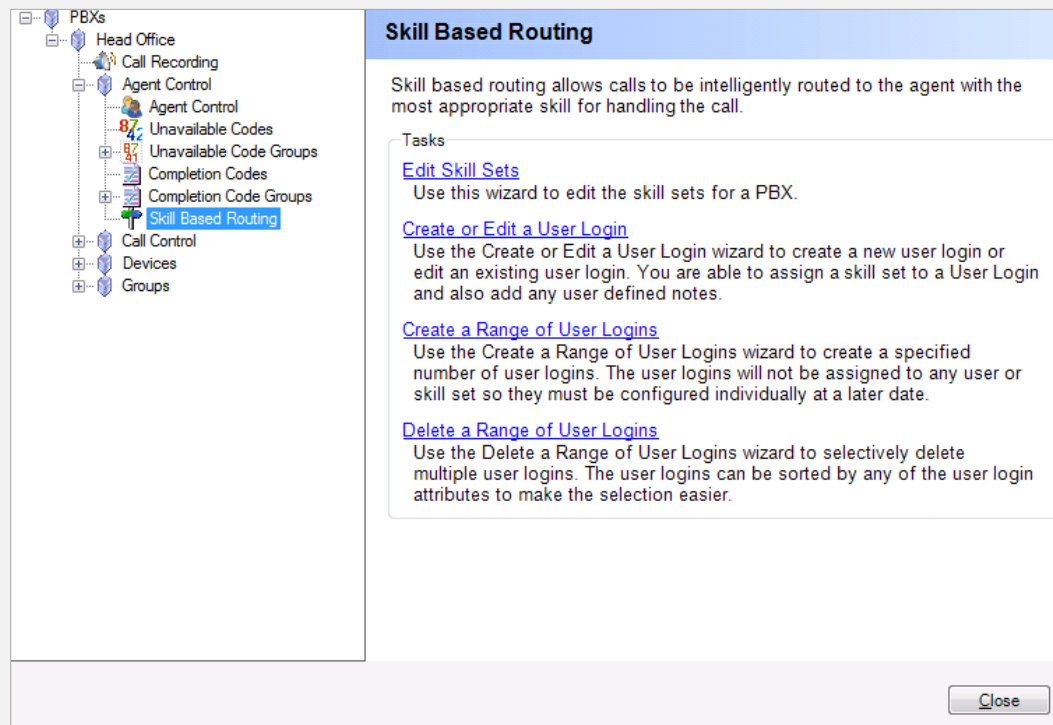 PBXs
Head Office
Call Recording
Agent Control
Agent Control
Unavailable Codes
Unavailable Code Groups
Completion Codes
Completion Code Groups
Skill Based Routing
Call Control
Devices
Groups
Skill Based Routing
Skill based routing allows calls to be intelligently routed to the agent with the
most appropriate skill for handling the call.
Tasks
Edit Skill Sets
Use this wizard to edit the skill sets for a PBX.
Create or Edit a User Login
Use the Create or Edit a User Login wizard to create a new user login or
edit an existing user login. You are able to assign a skill set to a User Login
and also add any user defined notes.
Create a Range of User Logins
Use the Create a Range of User Logins wizard to create a specified
number of user logins. The user logins will not be assigned to any user or
skill set so they must be configured individually at a later date.
Delete a Range of User Logins
Use the Delete a Range of User Logins wizard to selectively delete
multiple user logins. The user logins can be sorted by any of the user login
attributes to make the selection easier.
Close